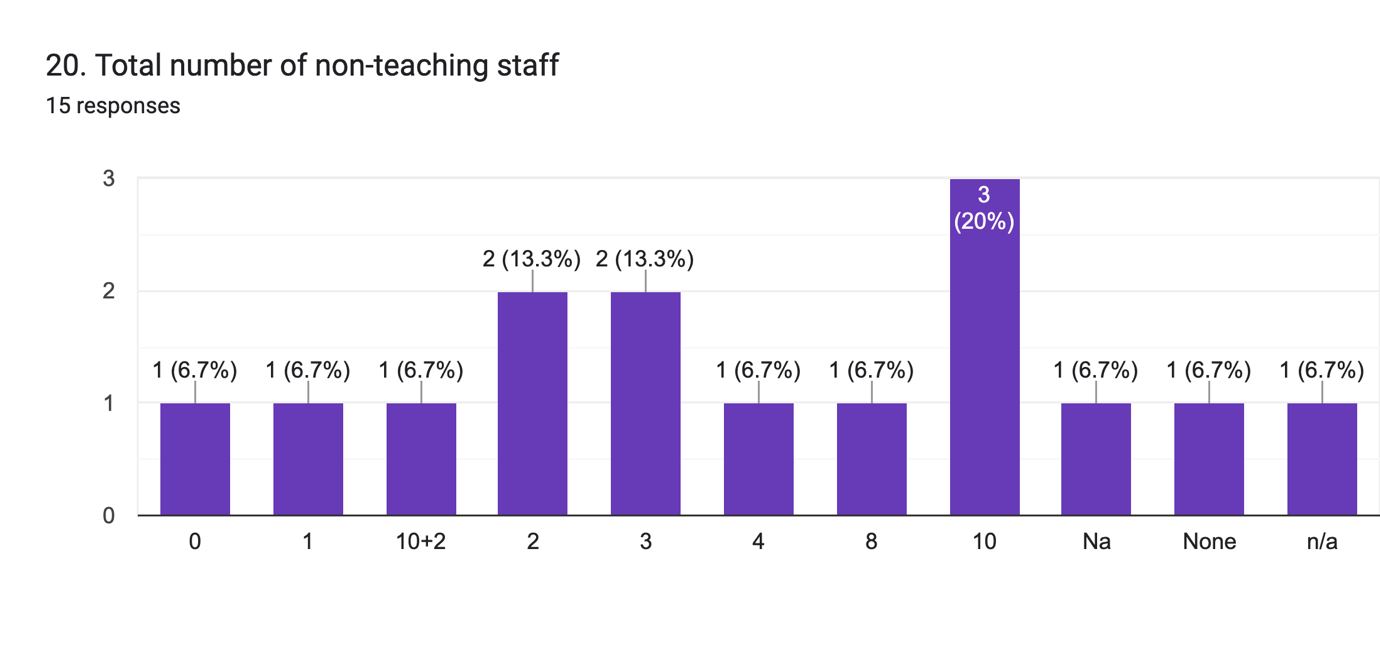 20. Total number of non-teaching staff
15 responses
3
3
(20%)
2 (13.3%) 2 (13.3%)
2
1 (6.7%) 1 (6.7%) 1 (6.7%) 1 (6.7%) 1 (6.7%) 1 (6.7%) 1 (6.7%) 1 (6.7%)
1
0
0 1 10+2 2 3 4 8 10 Na None n/a